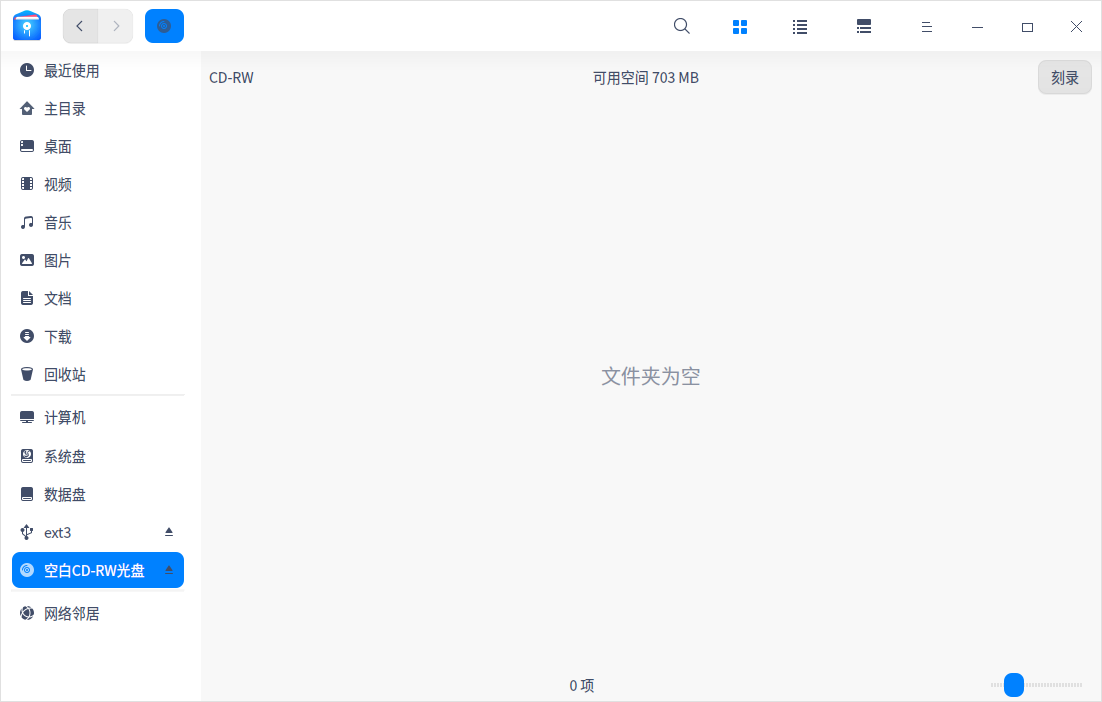 最近使用
主目录
桌面
视频
音乐
图片
文档
下载
回收站
计算机
系统盘
数据盘
ext3
空白CD-RW光盘
网络邻居
CD-RW 可用空间 703 MB 刻录
文件夹为空
0 项